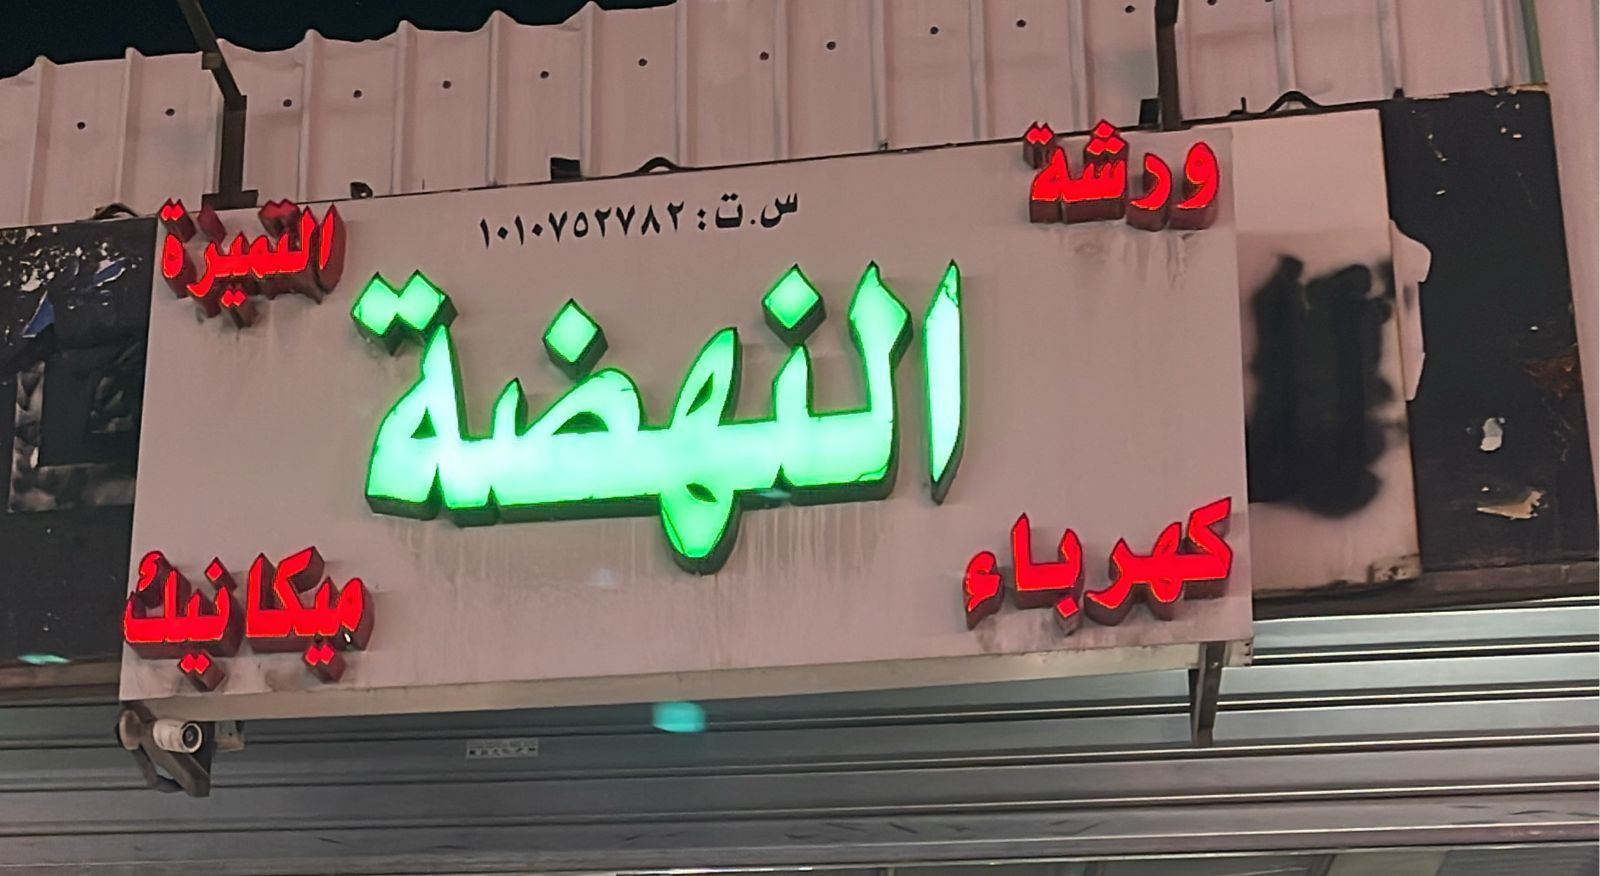 ورشة
س.ت: ١٠١٠٧٥٢٧٨٢
النهضة
التميزة
كهرباء
ميكانيك